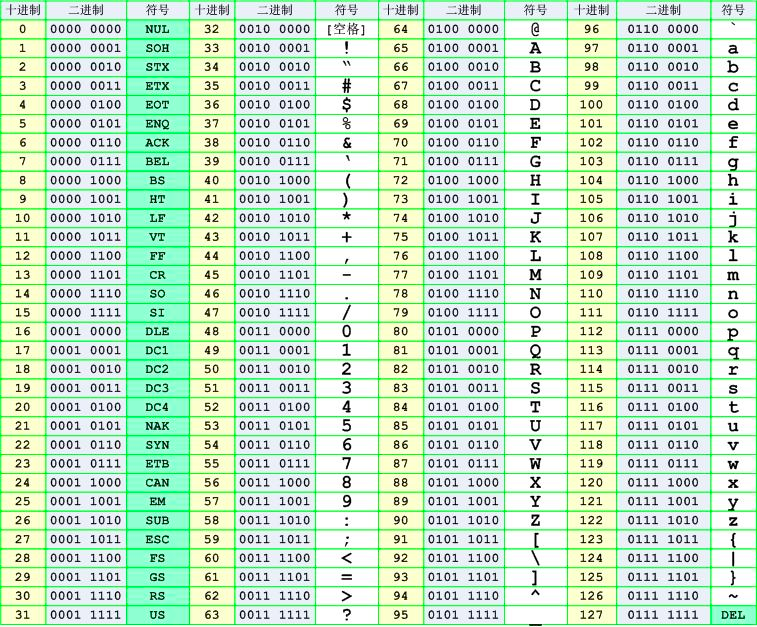 十进制 二进制 符号 十进制 二进制 符号 十进制 二进制 符号 十进制 二进制 符号
0 0000 0000 NUL 32 0010 0000 [空格] 64 0100 0000 @ 96 0110 0000 `
1 0000 0001 SOH 33 0010 0001 ! 65 0100 0001 A 97 0110 0001 a
2 0000 0010 STX 34 0010 0010 " 66 0100 0010 B 98 0110 0010 b
3 0000 0011 ETX 35 0010 0011 # 67 0100 0011 C 99 0110 0011 c
4 0000 0100 EOT 36 0010 0100 $ 68 0100 0100 D 100 0110 0100 d
5 0000 0101 ENQ 37 0010 0101 % 69 0100 0101 E 101 0110 0101 e
6 0000 0110 ACK 38 0010 0110 & 70 0100 0110 F 102 0110 0110 f
7 0000 0111 BEL 39 0010 0111 ` 71 0100 0111 G 103 0110 0111 g
8 0000 1000 BS 40 0010 1000 ( 72 0100 1000 H 104 0110 1000 h
9 0000 1001 HT 41 0010 1001 ) 73 0100 1001 I 105 0110 1001 i
10 0000 1010 LF 42 0010 1010 * 74 0100 1010 J 106 0110 1010 j
11 0000 1011 VT 43 0010 1011 + 75 0100 1011 K 107 0110 1011 k
12 0000 1100 FF 44 0010 1100 , 76 0100 1100 L 108 0110 1100 l
13 0000 1101 CR 45 0010 1101 - 77 0100 1101 M 109 0110 1101 m
14 0000 1110 SO 46 0010 1110 . 78 0100 1110 N 110 0110 1110 n
15 0000 1111 SI 47 0010 1111 / 79 0100 1111 O 111 0110 1111 o
16 0001 0000 DLE 48 0011 0000 0 80 0101 0000 P 112 0111 0000 p
17 0001 0001 DC1 49 0011 0001 1 81 0101 0001 Q 113 0111 0001 q
18 0001 0010 DC2 50 0011 0010 2 82 0101 0010 R 114 0111 0010 r
19 0001 0011 DC3 51 0011 0011 3 83 0101 0011 S 115 0111 0011 s
20 0001 0100 DC4 52 0011 0100 4 84 0101 0100 T 116 0111 0100 t
21 0001 0101 NAK 53 0011 0101 5 85 0101 0101 U 117 0111 0101 u
22 0001 0110 SYN 54 0011 0110 6 86 0101 0110 V 118 0111 0110 v
23 0001 0111 ETB 55 0011 0111 7 87 0101 0111 W 119 0111 0111 w
24 0001 1000 CAN 56 0011 1000 8 88 0101 1000 X 120 0111 1000 x
25 0001 1001 EM 57 0011 1001 9 89 0101 1001 Y 121 0111 1001 y
26 0001 1010 SUB 58 0011 1010 : 90 0101 1010 Z 122 0111 1010 z
27 0001 1011 ESC 59 0011 1011 ; 91 0101 1011 [ 123 0111 1011 {
28 0001 1100 FS 60 0011 1100 < 92 0101 1100 \ 124 0111 1100 |
29 0001 1101 GS 61 0011 1101 = 93 0101 1101 ] 125 0111 1101 }
30 0001 1110 RS 62 0011 1110 > 94 0101 1110 ^ 126 0111 1110 ~
31 0001 1111 US 63 0011 1111 ? 95 0101 1111 _ 127 0111 1111 DEL